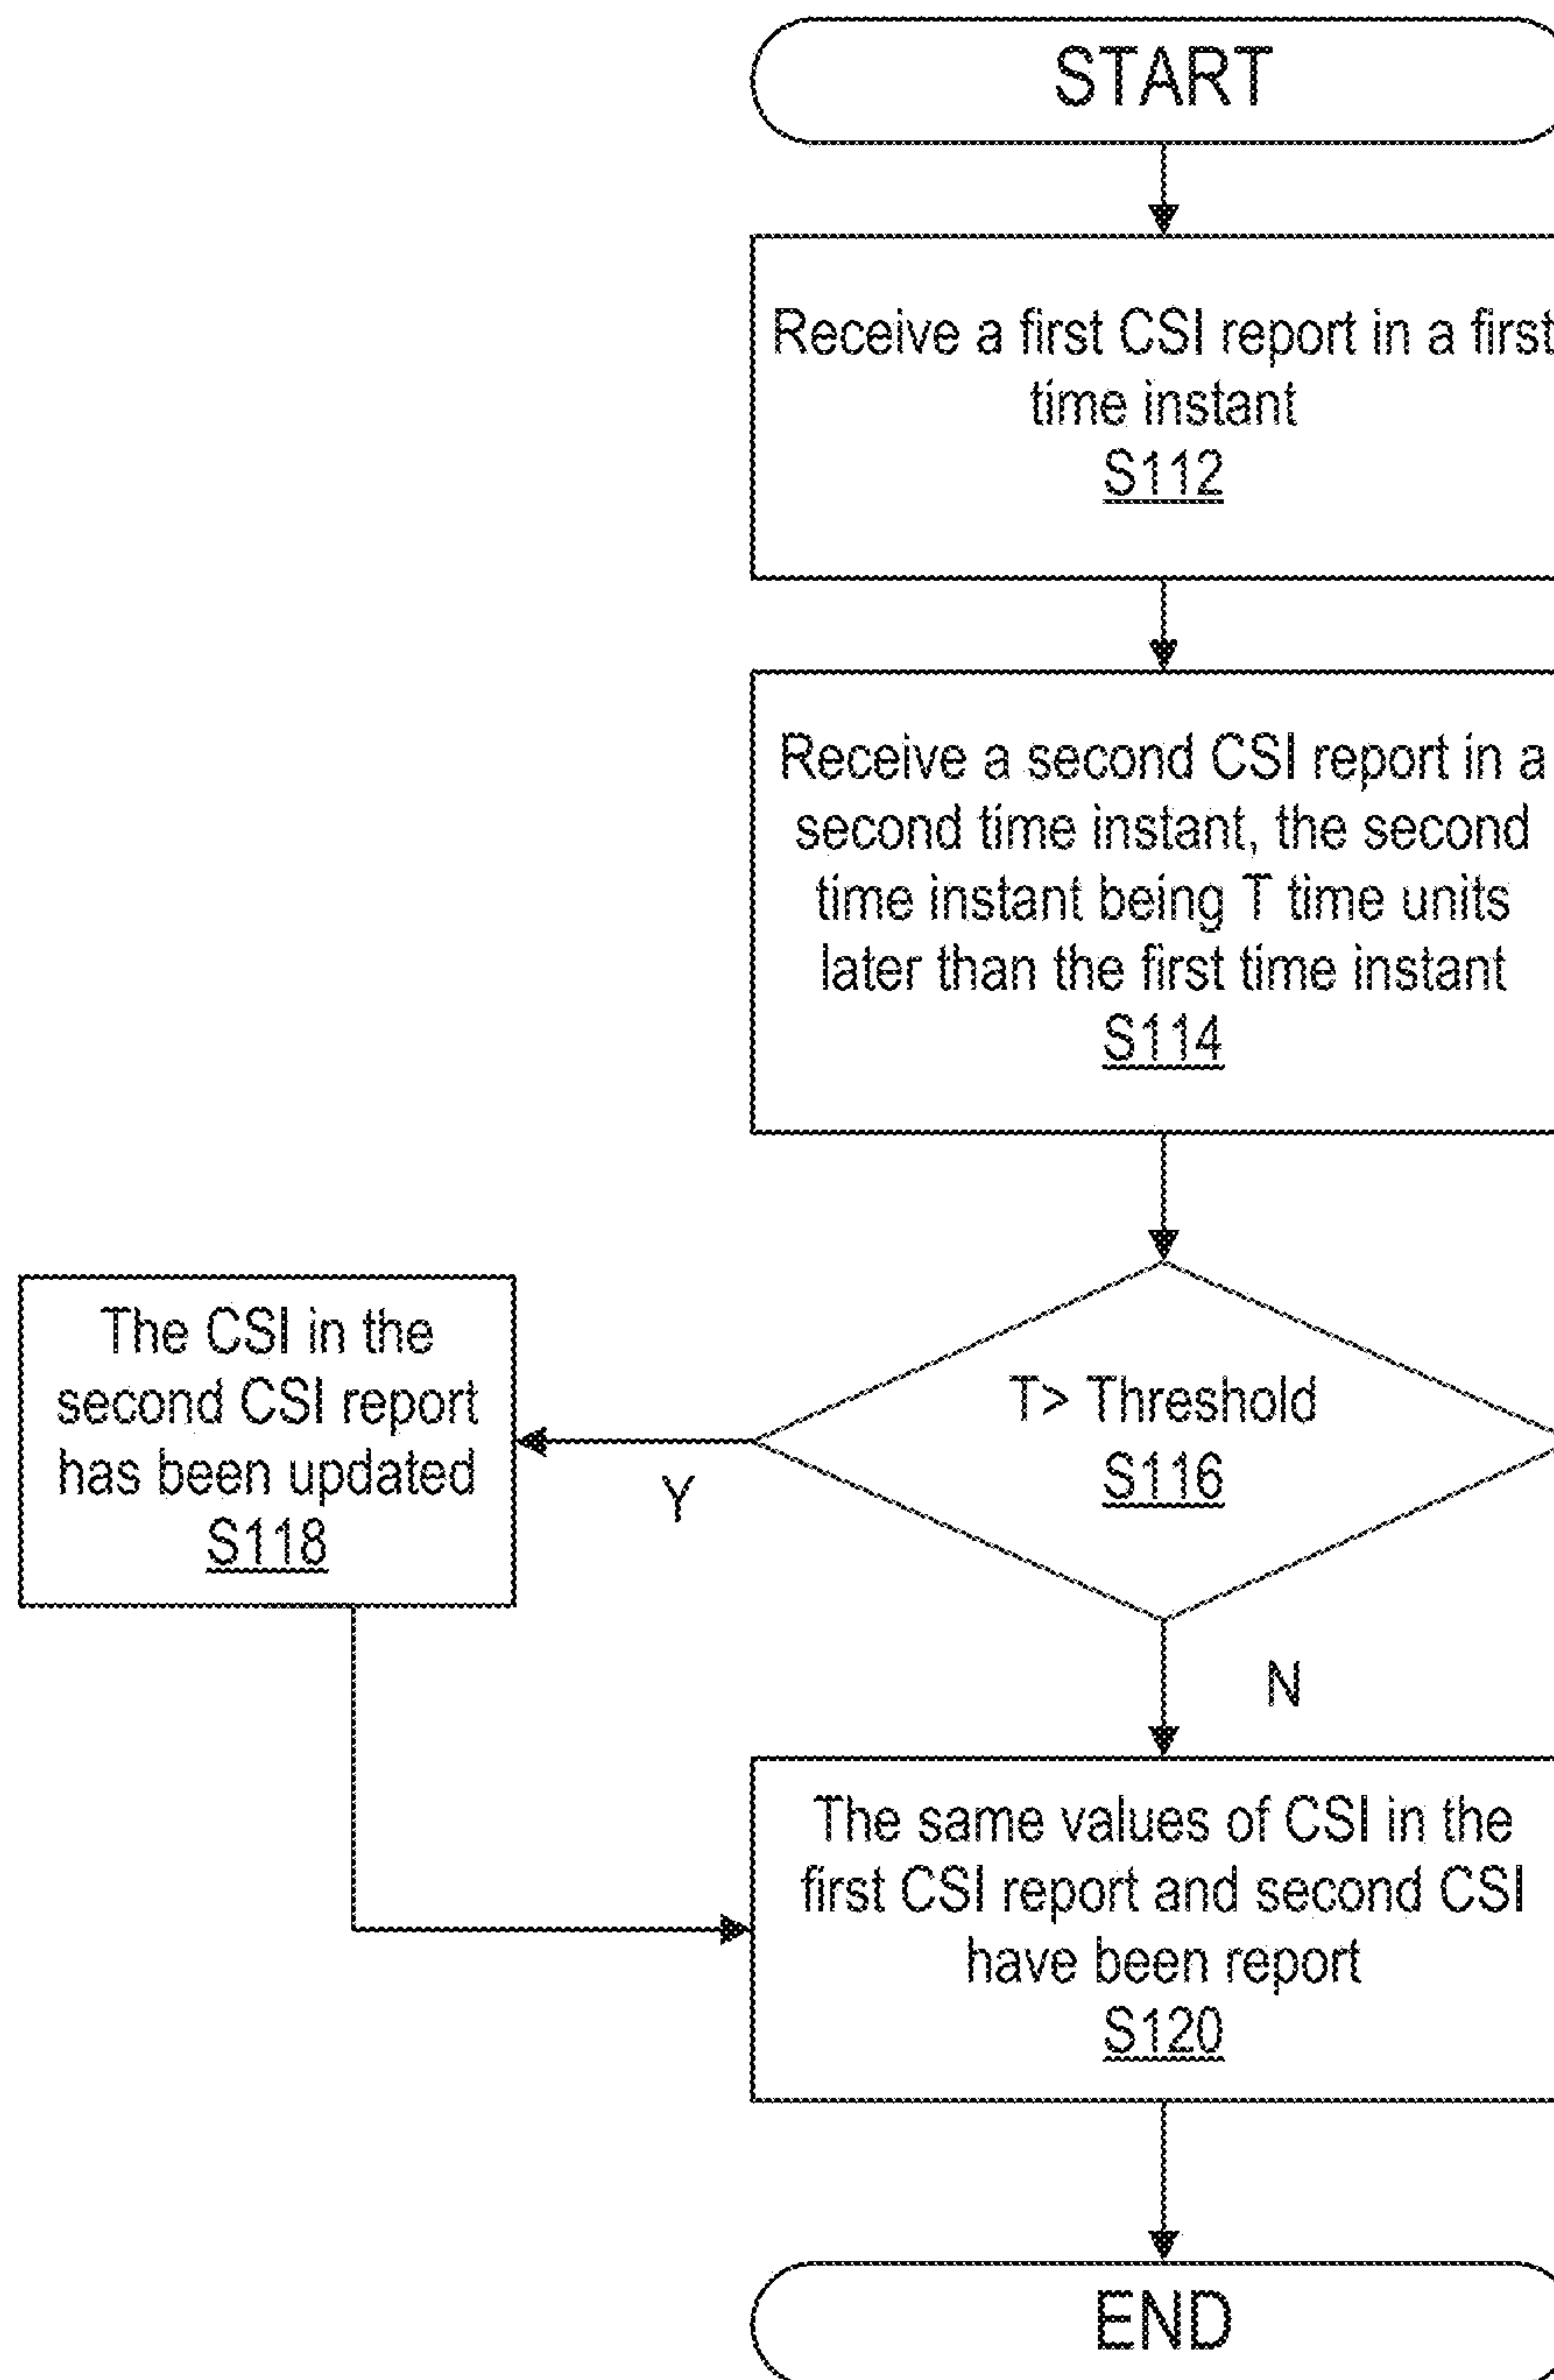 START
Receive a first CSI report in a first
time instant
S112
Receive a second CSI report in a
second time instant, the second
time instant being T time units
later than the first time instant
S114
T> Threshold
S116
Y
The CSI in the
second CSI report
has been updated
S118
N
The same values of CSI in the
first CSI report and second CSI
have been report
S120
END